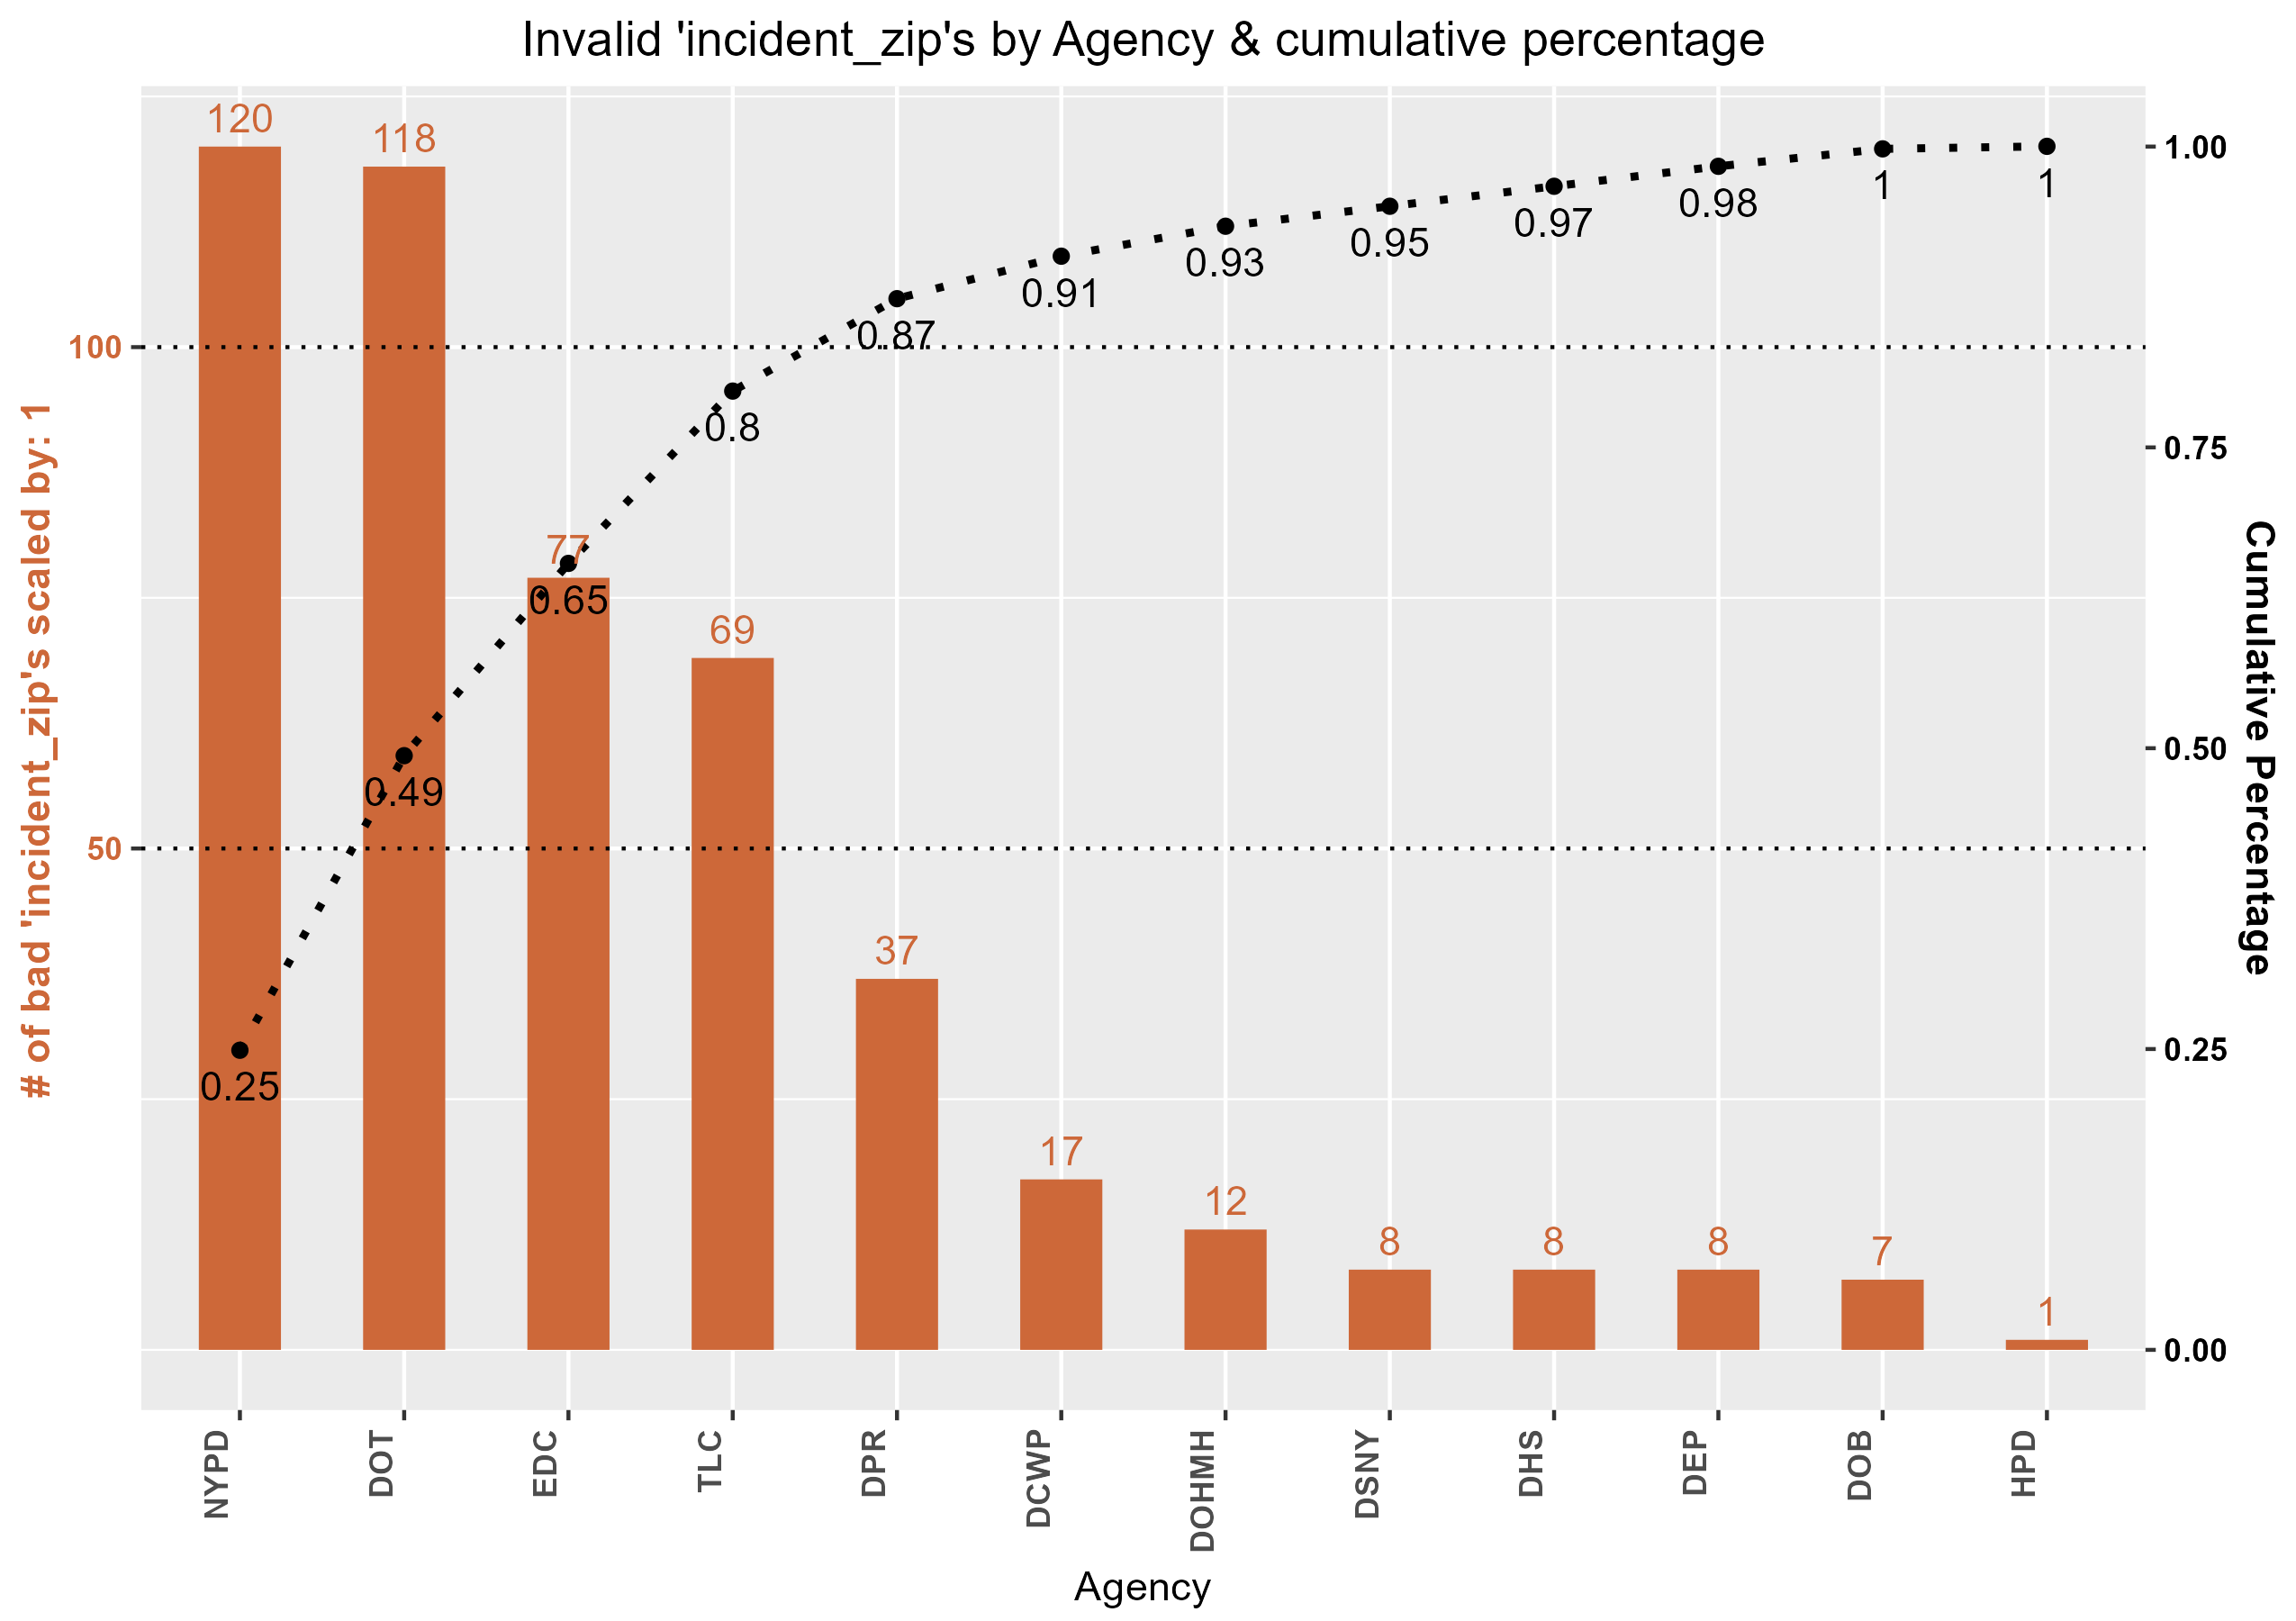 Invalid 'incident_zip's by Agency & cumulative percentage
# of bad 'incident_zip's scaled by: 1
100
50
120
118
77
69
37
17
12
8
8
8
7
1
0.25
0.49
0.65
0.8
0.87
0.91
0.93
0.95
0.97
0.98
1
1
1.00
0.75
0.50
0.25
0.00
Cumulative Percentage
NYPD
DOT
EDC
TLC
DPR
DCWP
DOHMH
DSNY
DHS
DEP
DOB
HPD
Agency